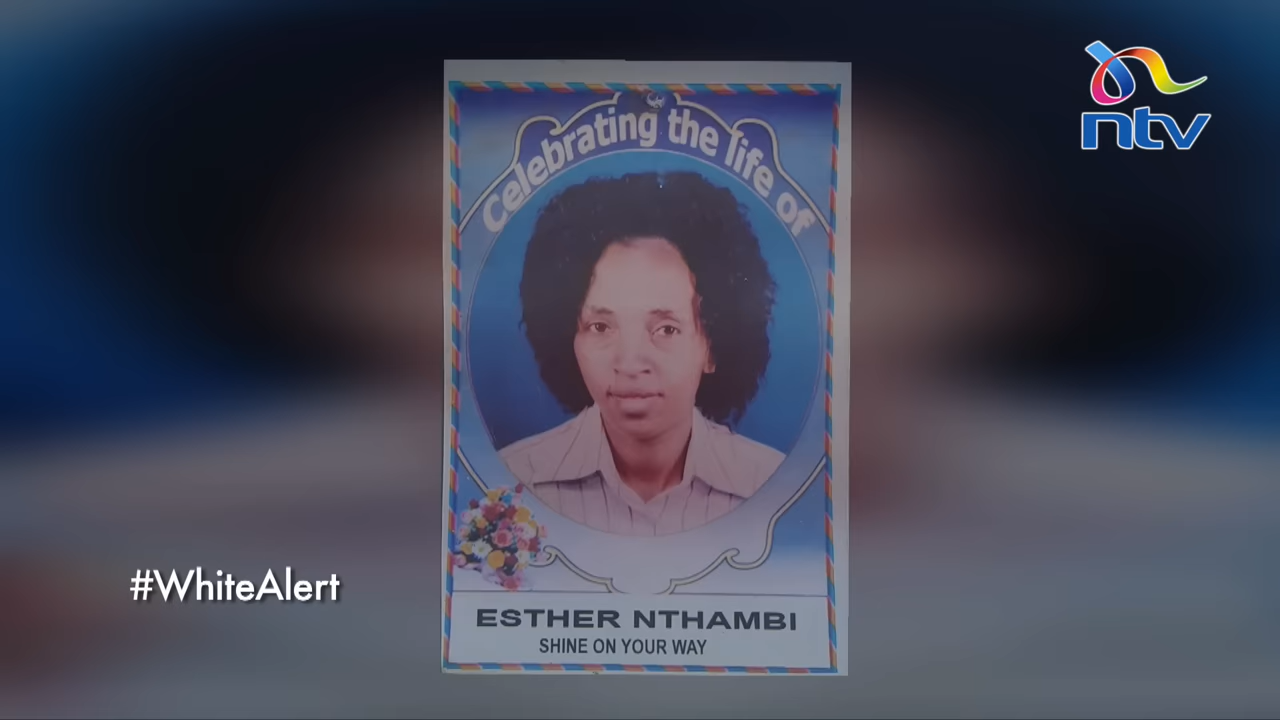 ntv
Celebrating the life of
#WhiteAlert
ESTHER NTHAMBI
SHINE ON YOUR WAY